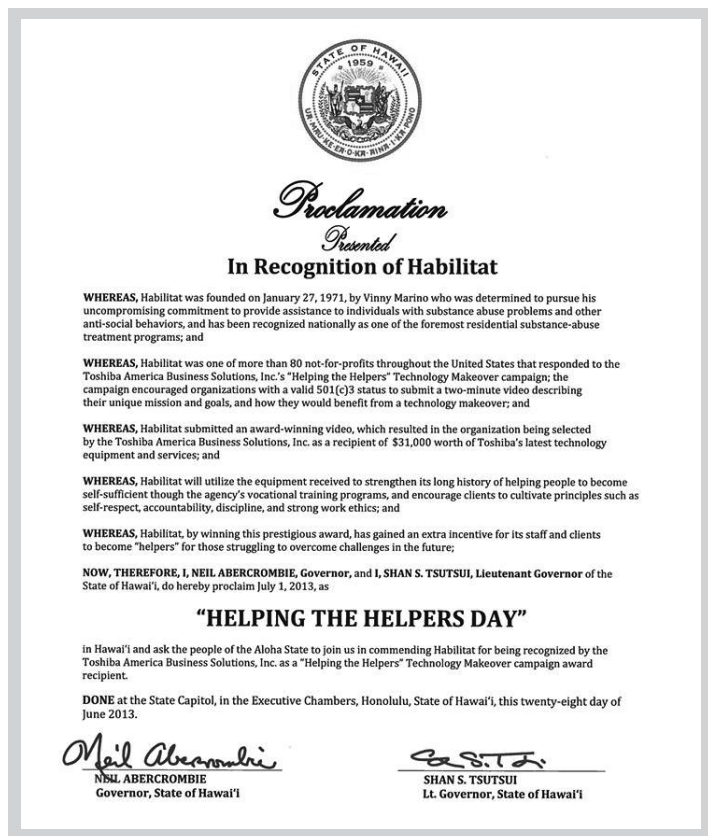 STATE OF HAWAII
1959
UA·MAU·KE·EA·O·KA·AINA·I·KA·PONO
Proclamation
Presented
In Recognition of Habilitat
WHEREAS, Habilitat was founded on January 27, 1971, by Vinny Marino who was determined to pursue his
uncompromising commitment to provide assistance to individuals with substance abuse problems and other
anti-social behaviors, and has been recognized nationally as one of the foremost residential substance-abuse
treatment programs; and
WHEREAS, Habilitat was one of more than 80 not-for-profits throughout the United States that responded to the
Toshiba America Business Solutions, Inc.'s "Helping the Helpers" Technology Makeover campaign; the
campaign encouraged organizations with a valid 501(c)3 status to submit a two-minute video describing
their unique mission and goals, and how they would benefit from a technology makeover; and
WHEREAS, Habilitat submitted an award-winning video, which resulted in the organization being selected
by the Toshiba America Business Solutions, Inc. as a recipient of $31,000 worth of Toshiba's latest technology
equipment and services; and
WHEREAS, Habilitat will utilize the equipment received to strengthen its long history of helping people to become
self-sufficient though the agency's vocational training programs, and encourage clients to cultivate principles such as
self-respect, accountability, discipline, and strong work ethics; and
WHEREAS, Habilitat, by winning this prestigious award, has gained an extra incentive for its staff and clients
to become "helpers" for those struggling to overcome challenges in the future;
NOW, THEREFORE, I, NEIL ABERCROMBIE, Governor, and I, SHAN S. TSUTSUI, Lieutenant Governor of the
State of Hawai'i, do hereby proclaim July 1, 2013, as
"HELPING THE HELPERS DAY"
in Hawai'i and ask the people of the Aloha State to join us in commending Habilitat for being recognized by the
Toshiba America Business Solutions, Inc. as a "Helping the Helpers" Technology Makeover campaign award
recipient.
DONE at the State Capitol, in the Executive Chambers, Honolulu, State of Hawai'i, this twenty-eight day of
June 2013.
Neil Abercrombie
NEIL ABERCROMBIE
Governor, State of Hawai'i
SHAN S. TSUTSUI
Lt. Governor, State of Hawai'i